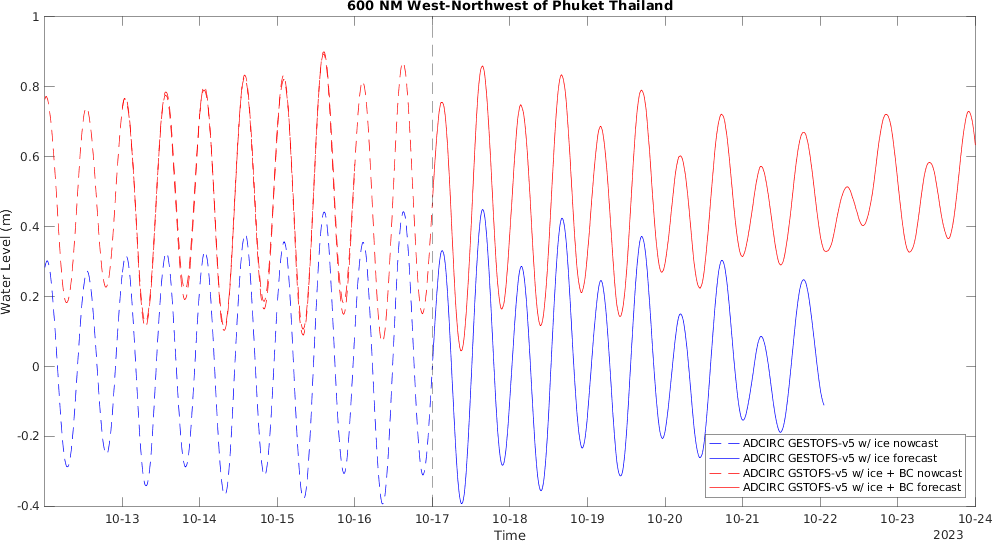 600 NM West-Northwest of Phuket Thailand
1
0.8
0.6
0.4
0.2
0
-0.2
-0.4
Water Level (m)
ADCIRC GESTOFS-v5 w/ ice nowcast
ADCIRC GESTOFS-v5 w/ ice forecast
ADCIRC GSTOFS-v5 w/ ice + BC nowcast
ADCIRC GSTOFS-v5 w/ ice + BC forecast
10-13 10-14 10-15 10-16 10-17 10-18 10-19 10-20 10-21 10-22 10-23 10-24
Time
2023